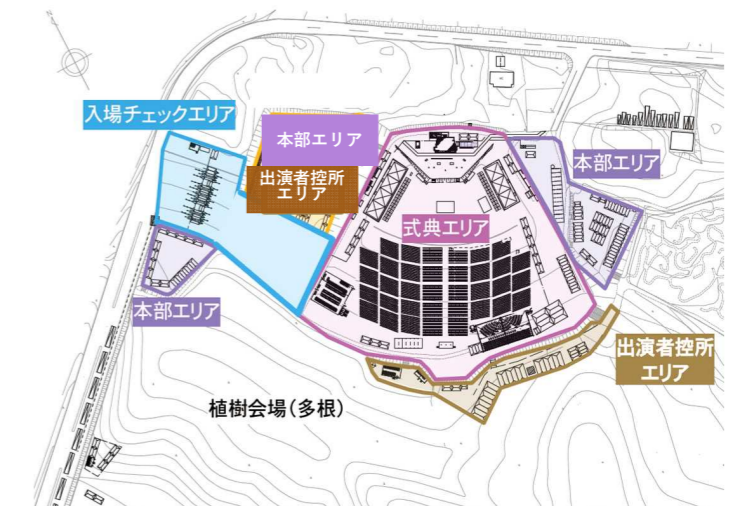 入場チェックエリア
本部エリア
出演者控所
エリア
本部エリア
式典エリア
本部エリア
出演者控所
エリア
植樹会場(多根)